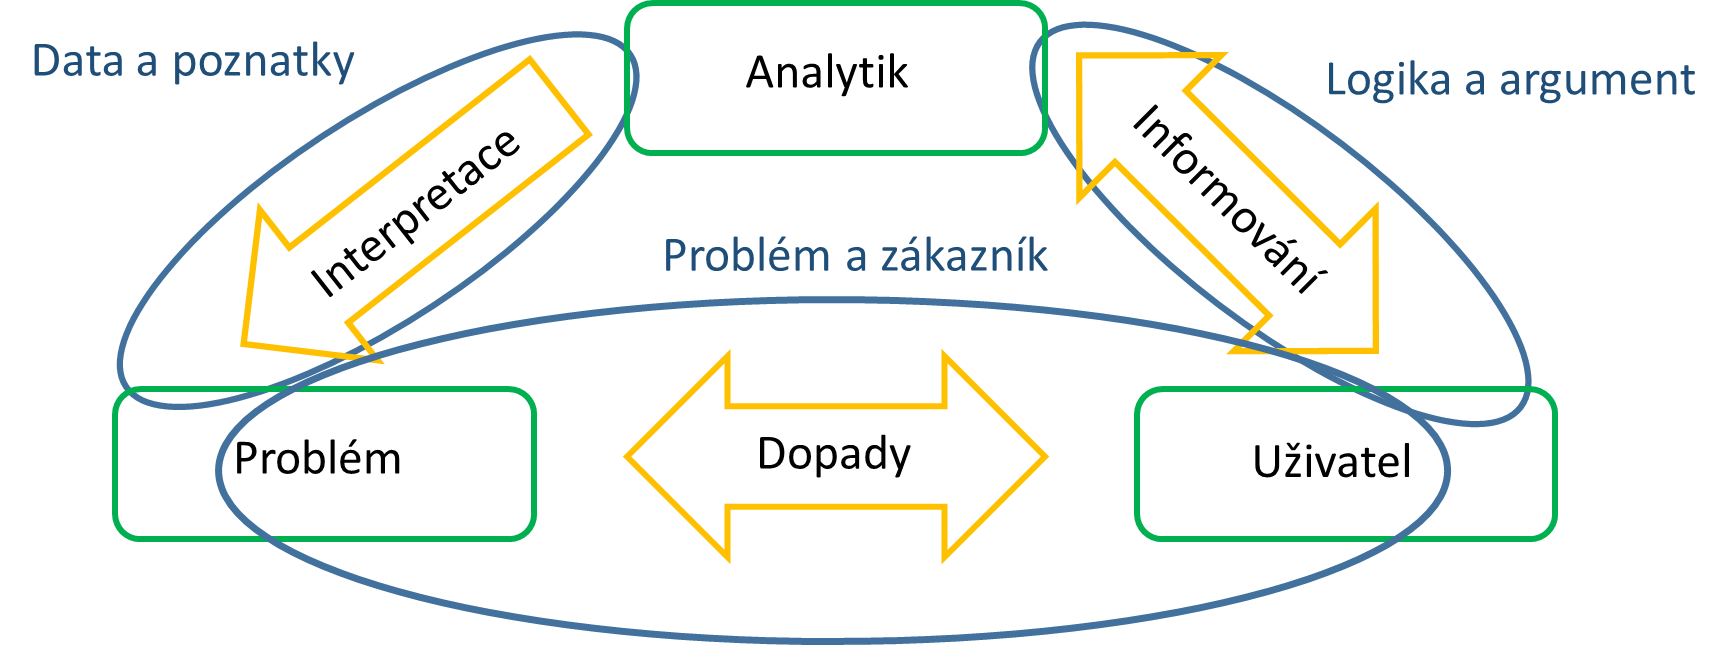 Data a poznatky
Analytik
Logika a argument
Interpretace
Informování
Problém a zákazník
Problém
Dopady
Uživatel